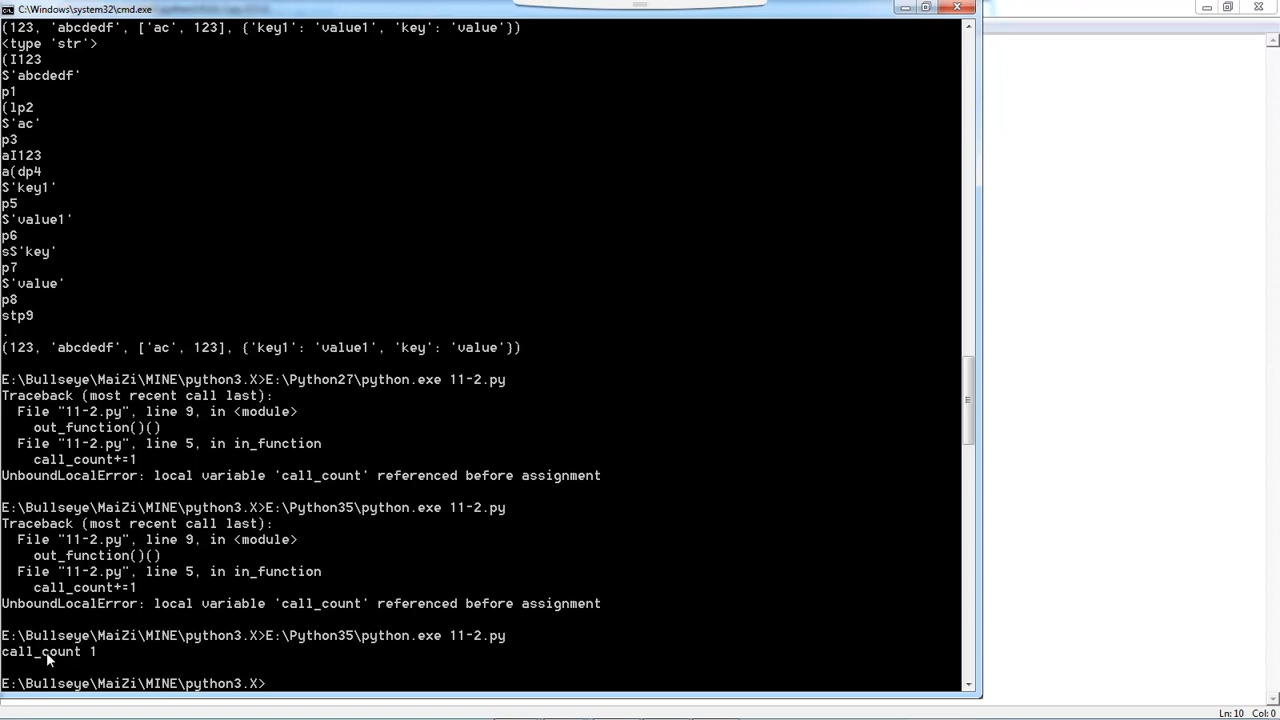 C:\Windows\system32\cmd.exe
(123, 'abcdedf', ['ac', 123], {'key1': 'value1', 'key': 'value'})
<type 'str'>
(I123
S'abcdedf'
p1
(lp2
S'ac'
p3
aI123
a(dp4
S'key1'
p5
S'value1'
p6
sS'key'
p7
S'value'
p8
stp9
.
(123, 'abcdedf', ['ac', 123], {'key1': 'value1', 'key': 'value'})
E:\Bullseye\MaiZi\MINE\python3.X>E:\Python27\python.exe 11-2.py
Traceback (most recent call last):
File "11-2.py", line 9, in <module>
out_function()()
File "11-2.py", line 5, in in_function
call_count+=1
UnboundLocalError: local variable 'call_count' referenced before assignment
E:\Bullseye\MaiZi\MINE\python3.X>E:\Python35\python.exe 11-2.py
Traceback (most recent call last):
File "11-2.py", line 9, in <module>
out_function()()
File "11-2.py", line 5, in in_function
call_count+=1
UnboundLocalError: local variable 'call_count' referenced before assignment
E:\Bullseye\MaiZi\MINE\python3.X>E:\Python35\python.exe 11-2.py
call_count 1
E:\Bullseye\MaiZi\MINE\python3.X>
Ln: 10 Col: 0